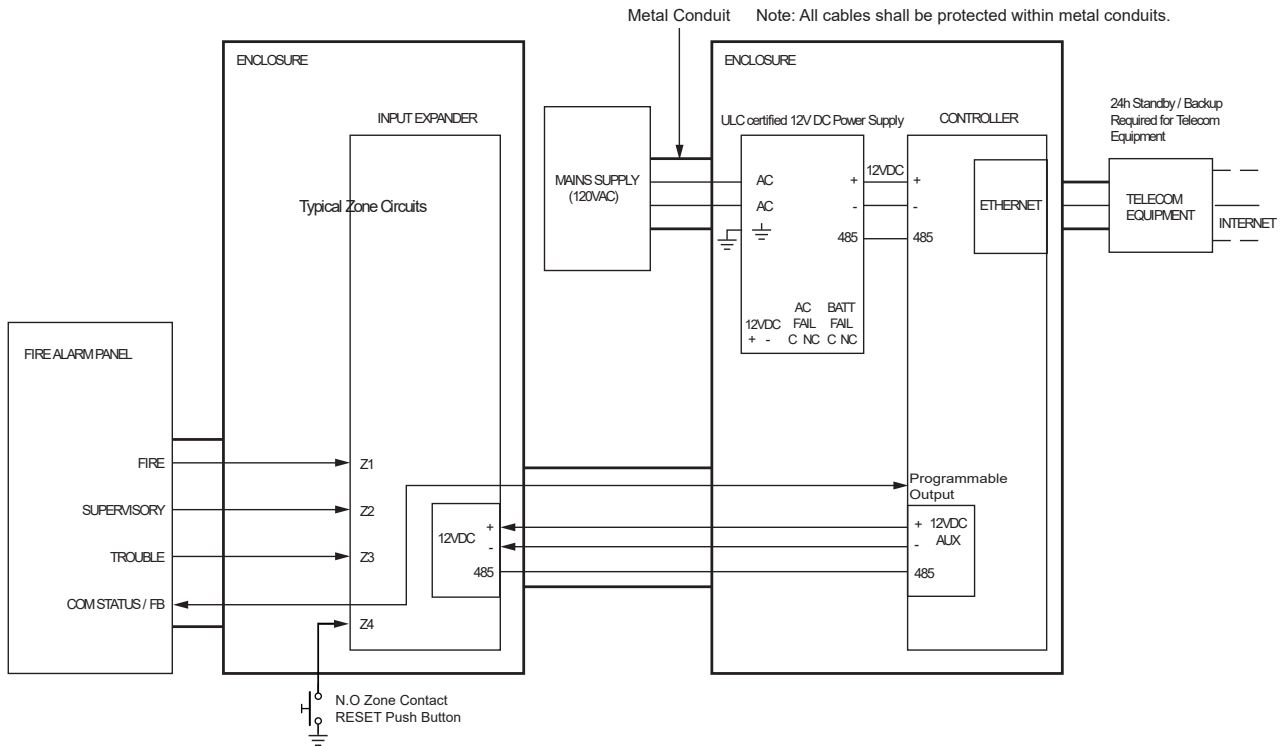 Metal Conduit
Note: All cables shall be protected within metal conduits.
ENCLOSURE
INPUT EXPANDER
Typical Zone Circuits
FIRE ALARM PANEL
FIRE
SUPERVISORY
TROUBLE
COM STATUS / FB
Z1
Z2
Z3
Z4
12VDC
+
-
485
N.O Zone Contact
RESET Push Button
MAINS SUPPLY
(120VAC)
ENCLOSURE
ULC certified 12V DC Power Supply
AC
AC
+
-
485
12VDC
+ -
AC
FAIL
C NC
BATT
FAIL
C NC
12VDC
CONTROLLER
+
-
485
ETHERNET
Programmable
Output
+ 12VDC
- AUX
485
24h Standby / Backup
Required for Telecom
Equipment
TELECOM
EQUIPMENT
INTERNET